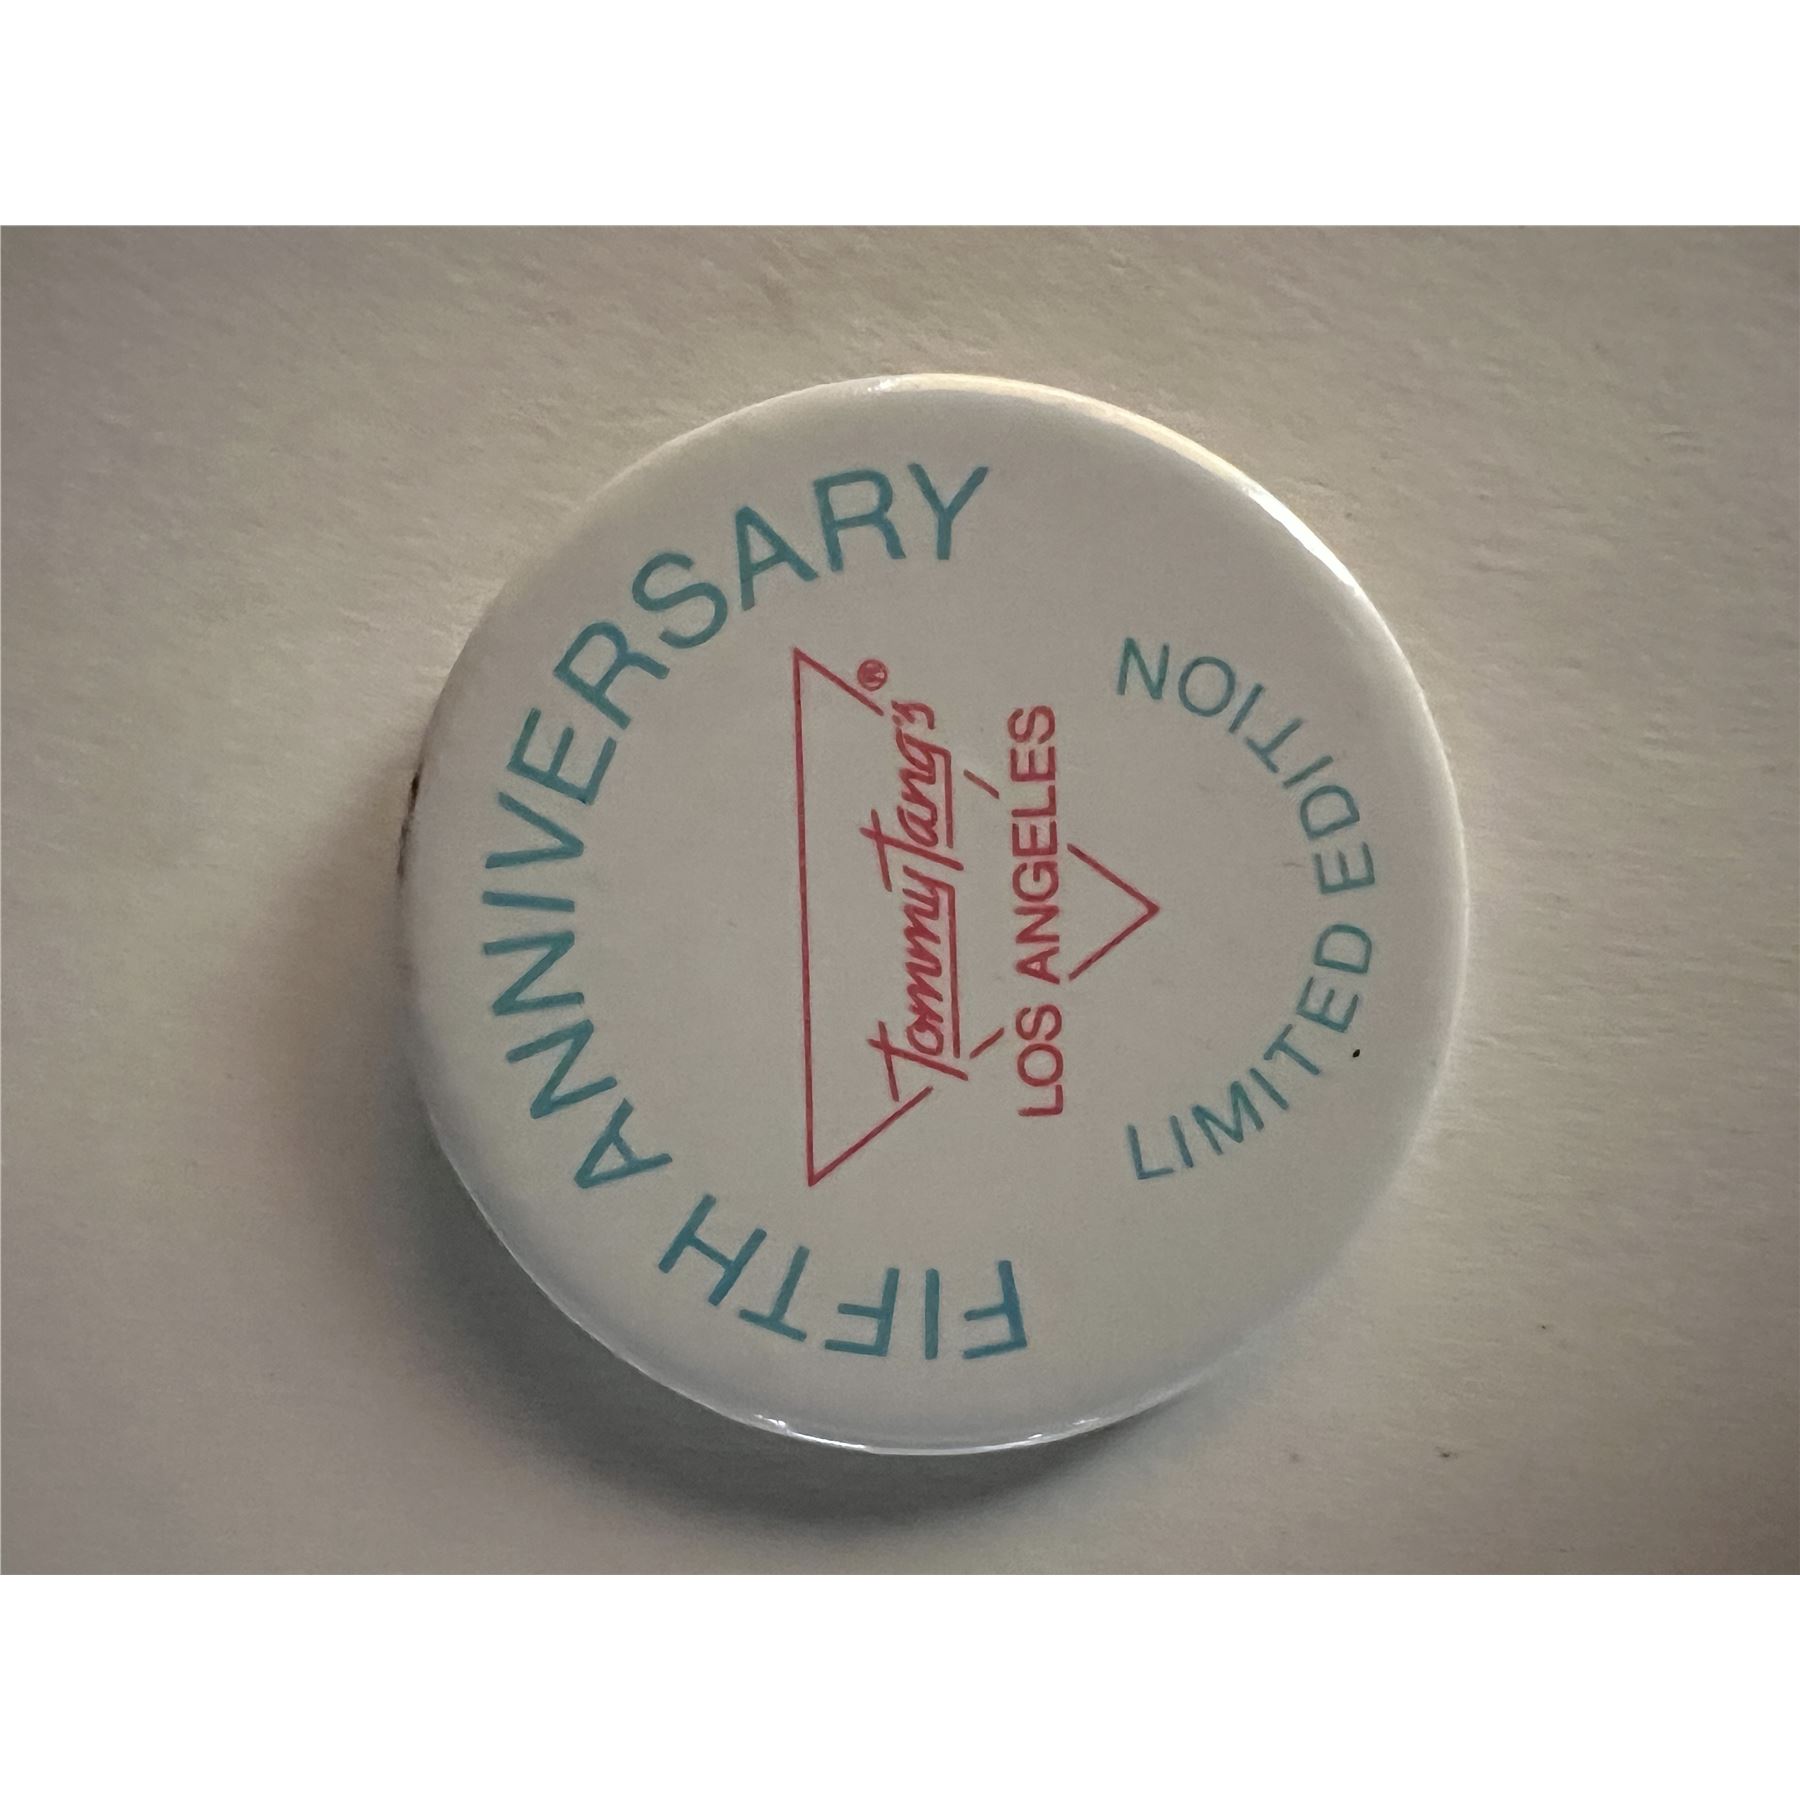 FIFTH ANNIVERSARY
Tommy Tang's®
LOS ANGELES
LIMITED EDITION